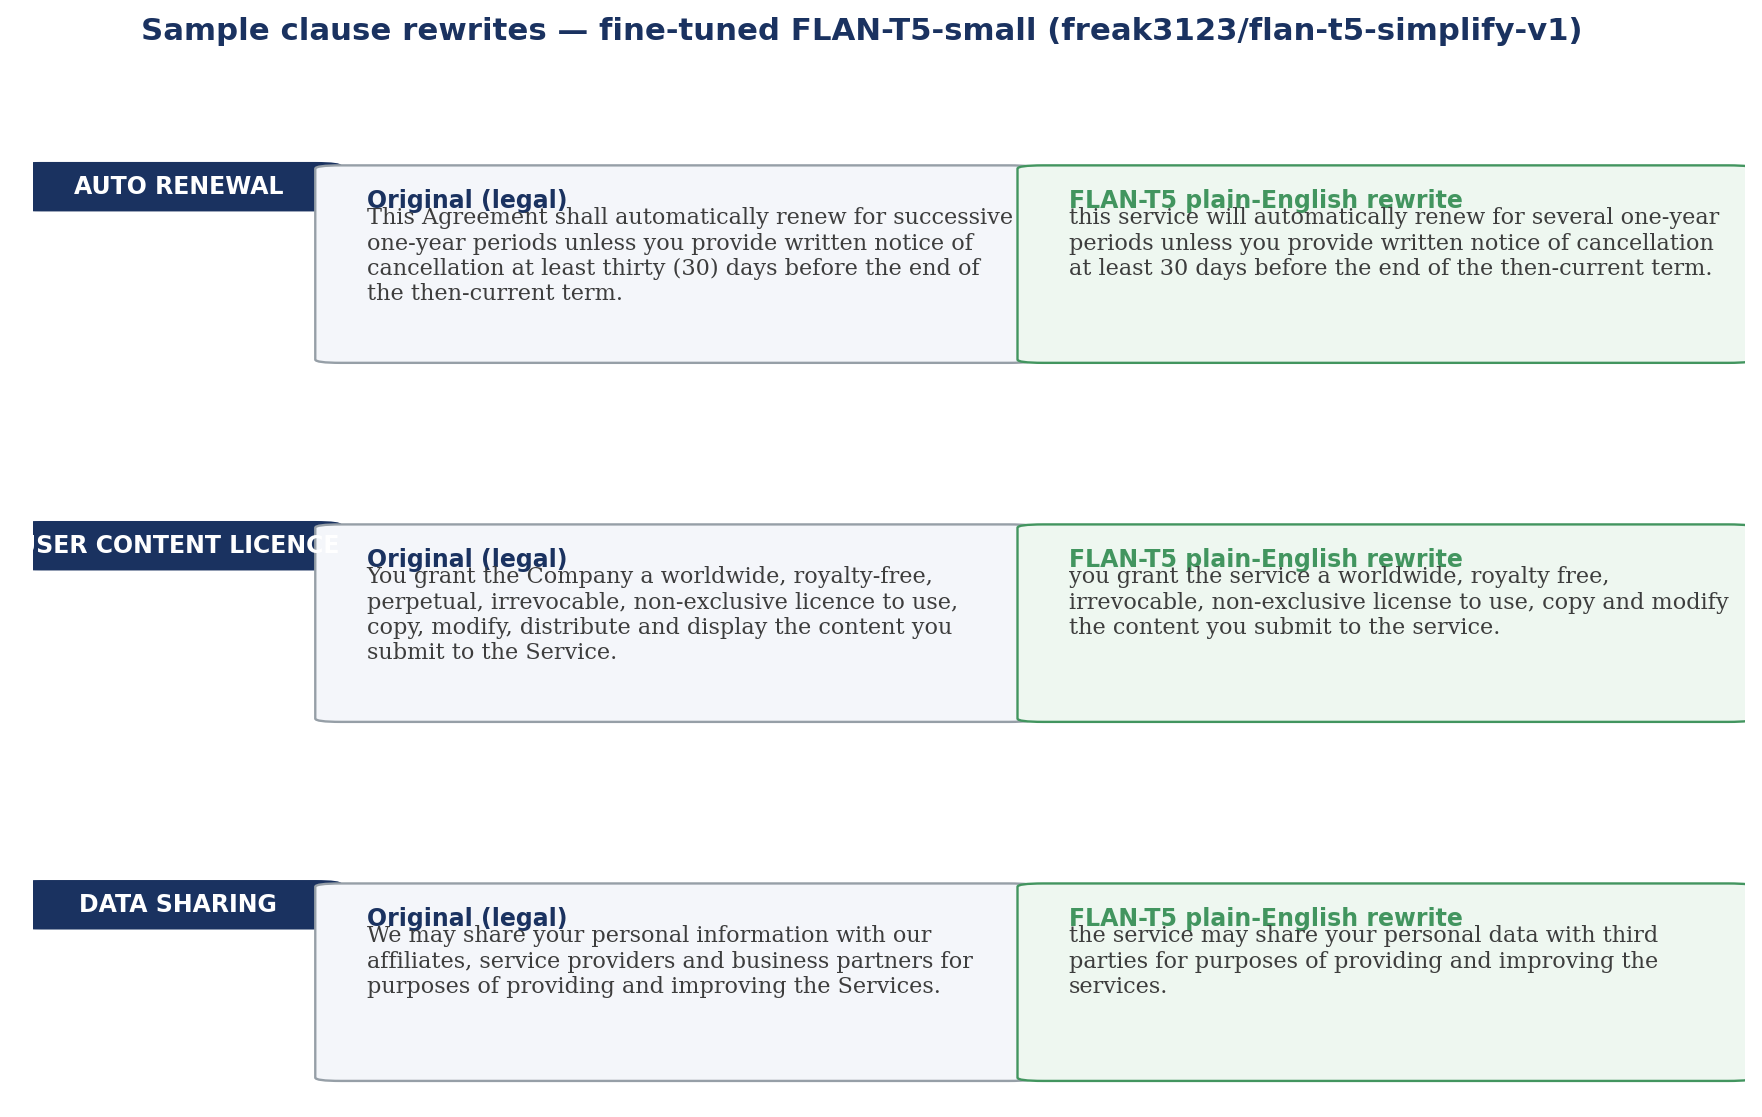 Sample clause rewrites — fine-tuned FLAN-T5-small (freak3123/flan-t5-simplify-v1)
AUTO RENEWAL
Original (legal)
This Agreement shall automatically renew for successive
one-year periods unless you provide written notice of
cancellation at least thirty (30) days before the end of
the then-current term.
FLAN-T5 plain-English rewrite
this service will automatically renew for several one-year
periods unless you provide written notice of cancellation
at least 30 days before the end of the then-current term.
USER CONTENT LICENCE
Original (legal)
You grant the Company a worldwide, royalty-free,
perpetual, irrevocable, non-exclusive licence to use,
copy, modify, distribute and display the content you
submit to the Service.
FLAN-T5 plain-English rewrite
you grant the service a worldwide, royalty free,
irrevocable, non-exclusive license to use, copy and modify
the content you submit to the service.
DATA SHARING
Original (legal)
We may share your personal information with our
affiliates, service providers and business partners for
purposes of providing and improving the Services.
FLAN-T5 plain-English rewrite
the service may share your personal data with third
parties for purposes of providing and improving the
services.